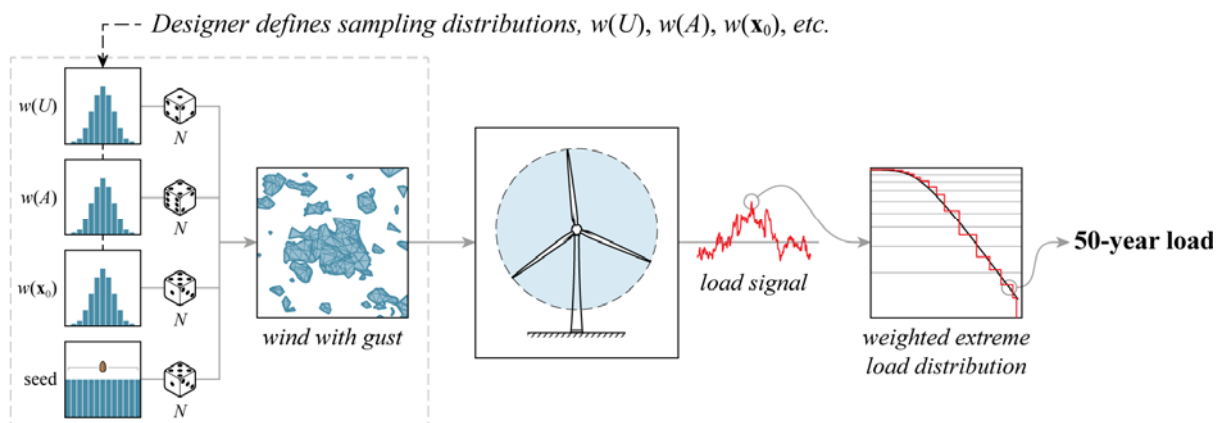 Designer defines sampling distributions, w(U), w(A), w(x₀), etc.
w(U)
N
w(A)
N
w(x₀)
N
seed
N
wind with gust
load signal
weighted extreme
load distribution
50-year load